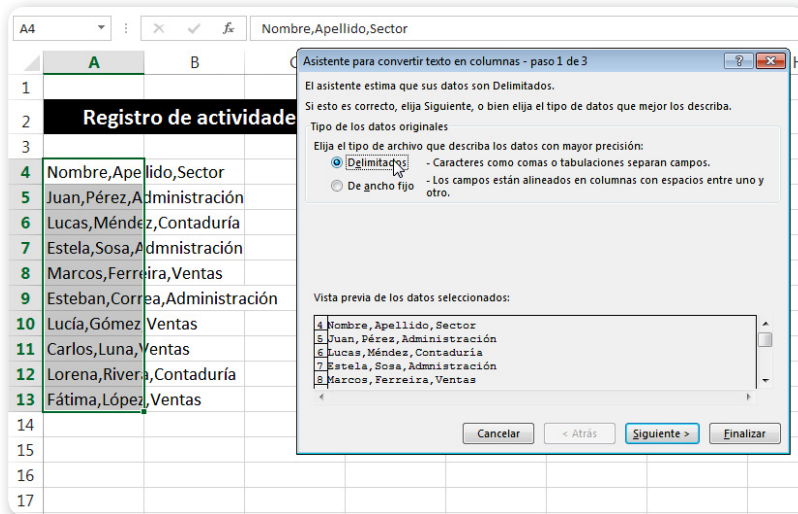 A4
fx
Nombre,Apellido,Sector
A
B
C
H
1
2
Registro de actividade
3
4 Nombre,Apellido,Sector
5 Juan,Pérez,Administración
6 Lucas,Méndez,Contaduría
7 Estela,Sosa,Admnistración
8 Marcos,Ferreira,Ventas
9 Esteban,Correa,Administración
10 Lucía,Gómez,Ventas
11 Carlos,Luna,Ventas
12 Lorena,Rivera,Contaduría
13 Fátima,López,Ventas
14
15
16
17
Asistente para convertir texto en columnas - paso 1 de 3
El asistente estima que sus datos son Delimitados.
Si esto es correcto, elija Siguiente, o bien elija el tipo de datos que mejor los describa.
Tipo de los datos originales
Elija el tipo de archivo que describa los datos con mayor precisión:
Delimitados - Caracteres como comas o tabulaciones separan campos.
De ancho fijo - Los campos están alineados en columnas con espacios entre uno y
otro.
Vista previa de los datos seleccionados:
4 Nombre,Apellido,Sector
5 Juan,Pérez,Administración
6 Lucas,Méndez,Contaduría
7 Estela,Sosa,Admnistración
8 Marcos,Ferreira,Ventas
Cancelar
< Atrás
Siguiente >
Finalizar